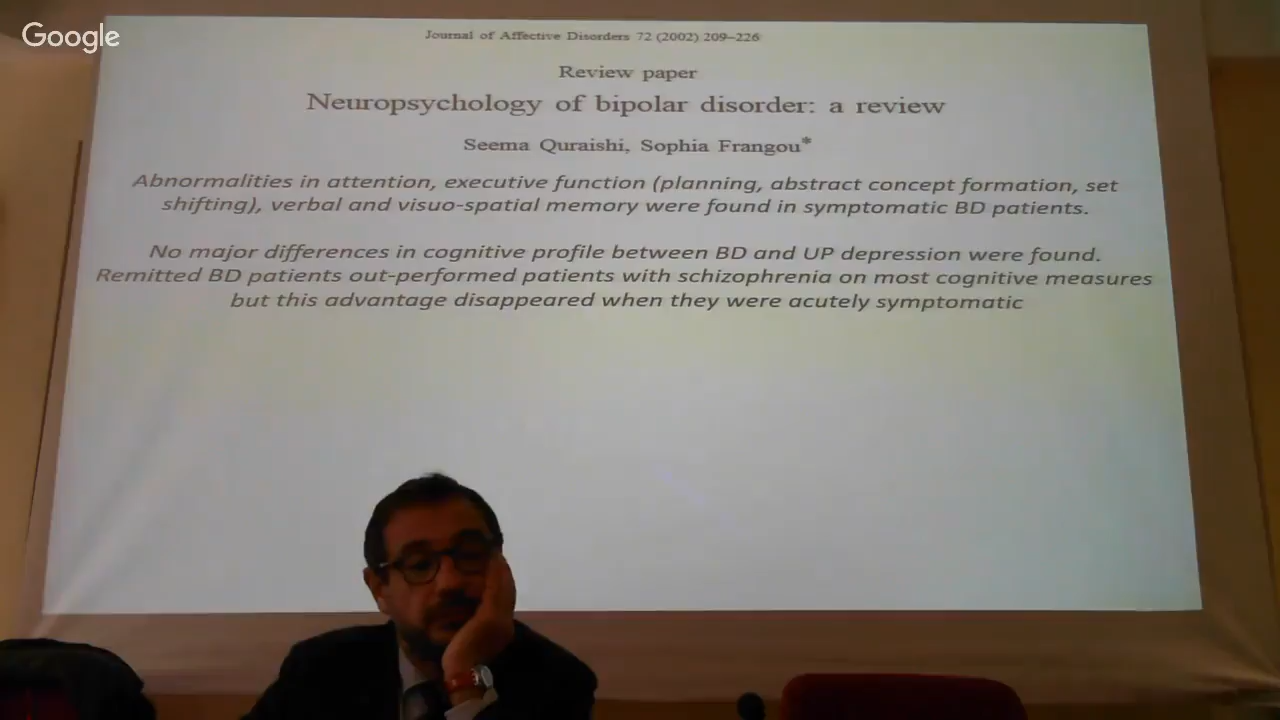 Google
Journal of Affective Disorders 72 (2002) 209–226
Review paper
Neuropsychology of bipolar disorder: a review
Seema Quraishi, Sophia Frangou*
Abnormalities in attention, executive function (planning, abstract concept formation, set
shifting), verbal and visuo-spatial memory were found in symptomatic BD patients.
No major differences in cognitive profile between BD and UP depression were found.
Remitted BD patients out-performed patients with schizophrenia on most cognitive measures
but this advantage disappeared when they were acutely symptomatic